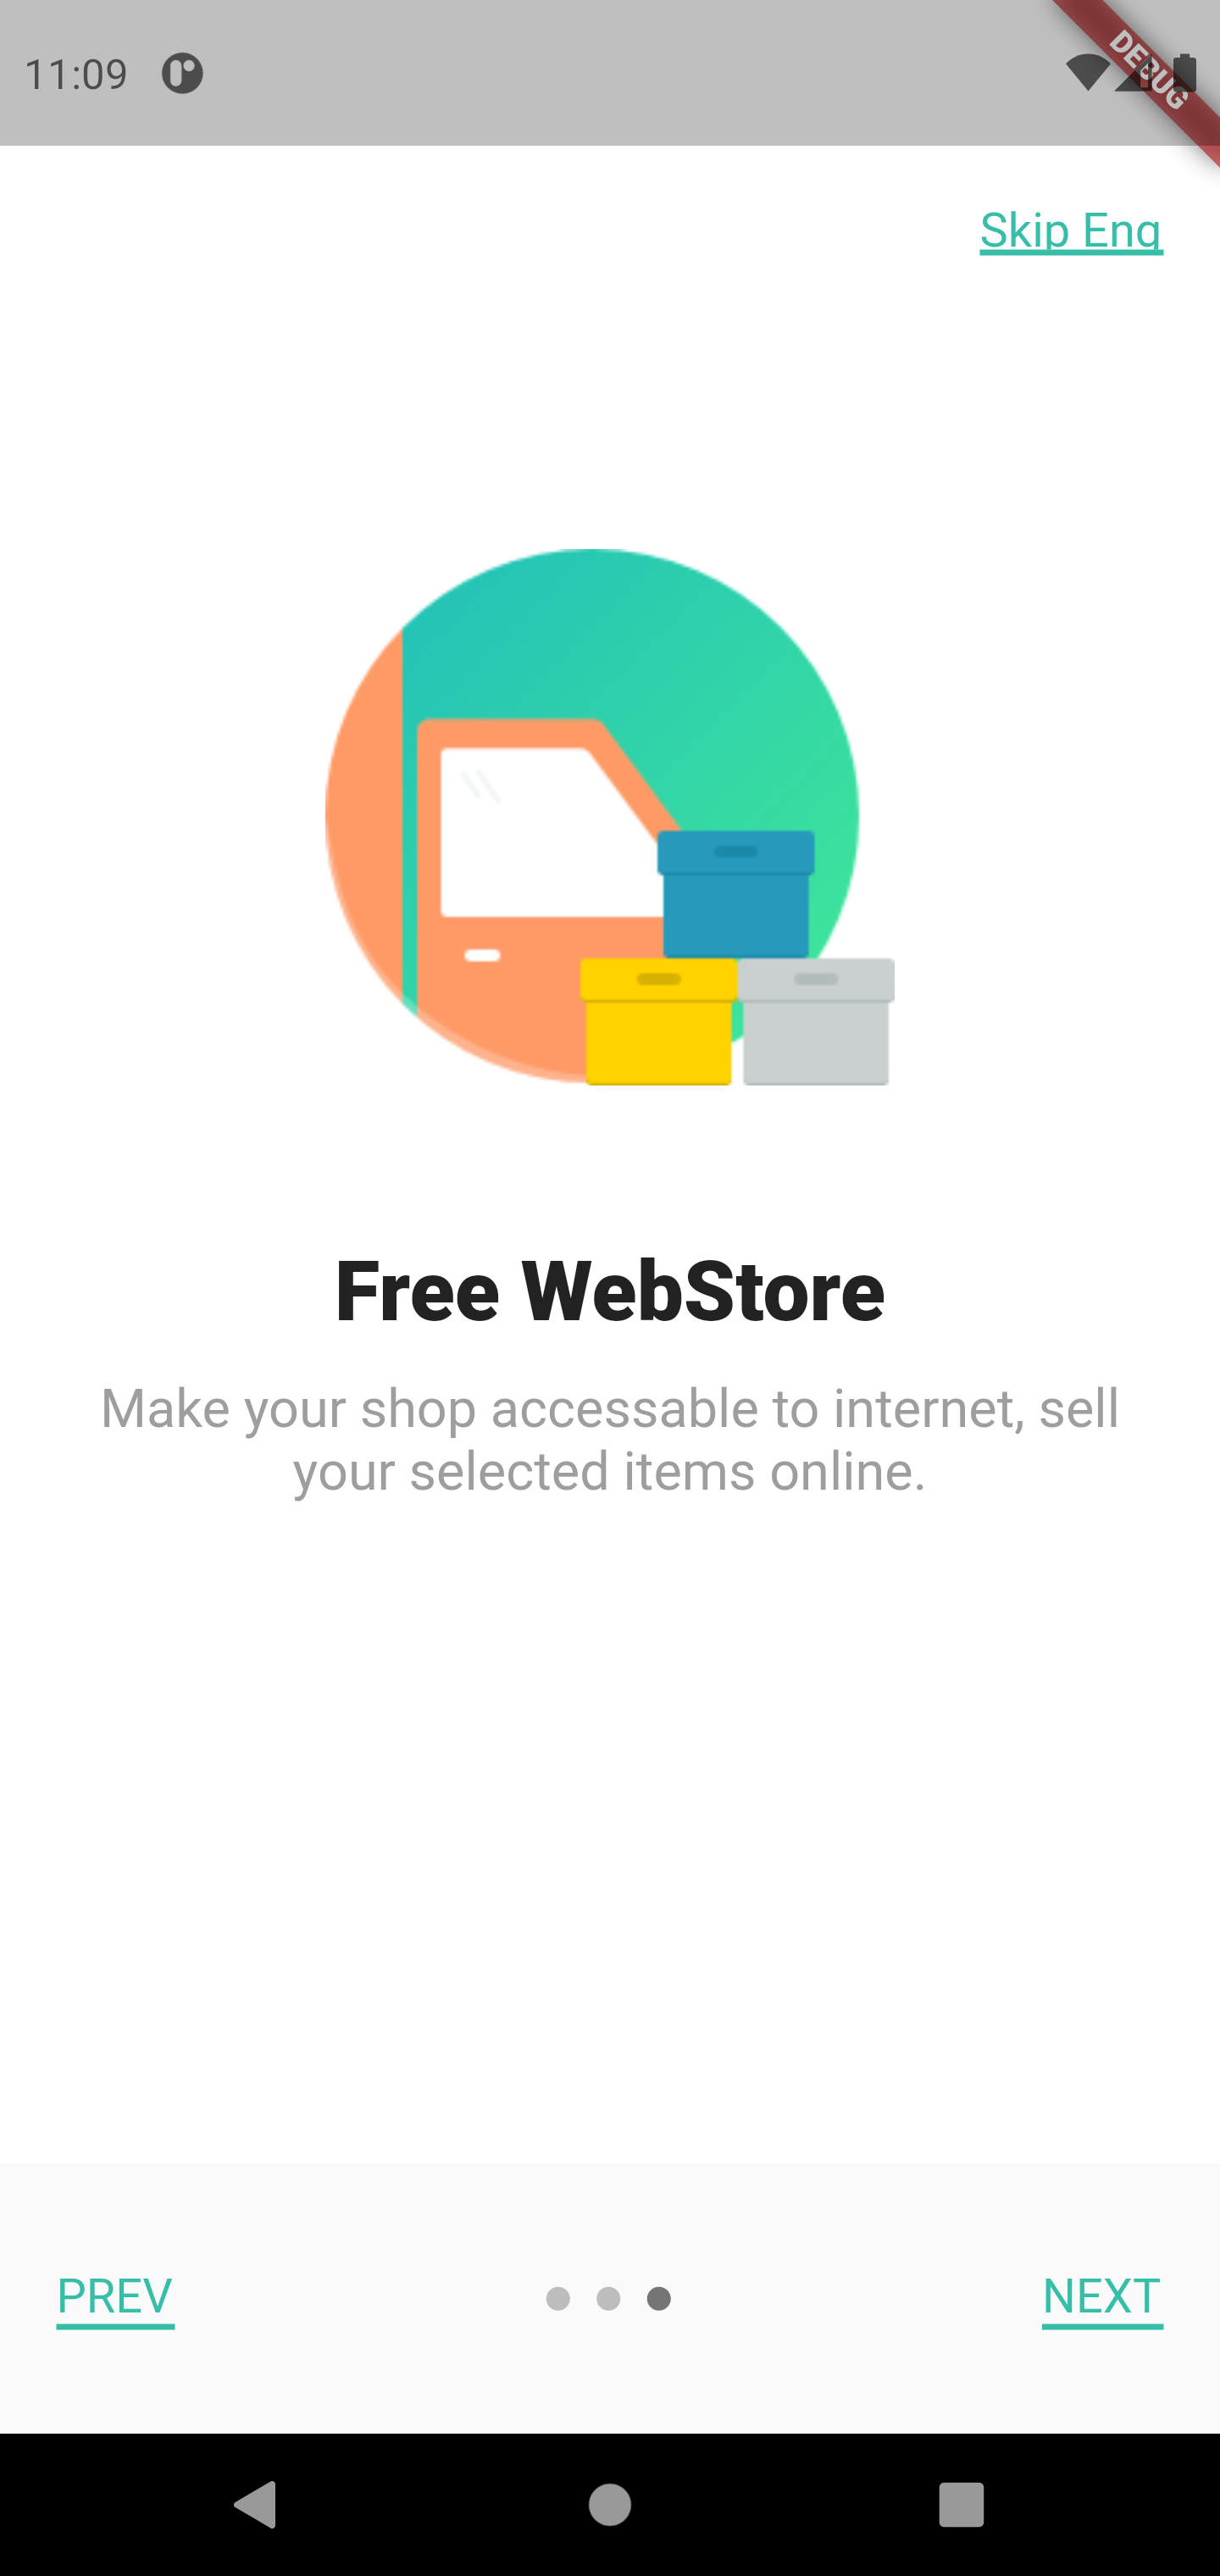 11:09
DEBUG
Skip Eng
Free WebStore
Make your shop accessable to internet, sell
your selected items online.
PREV
NEXT